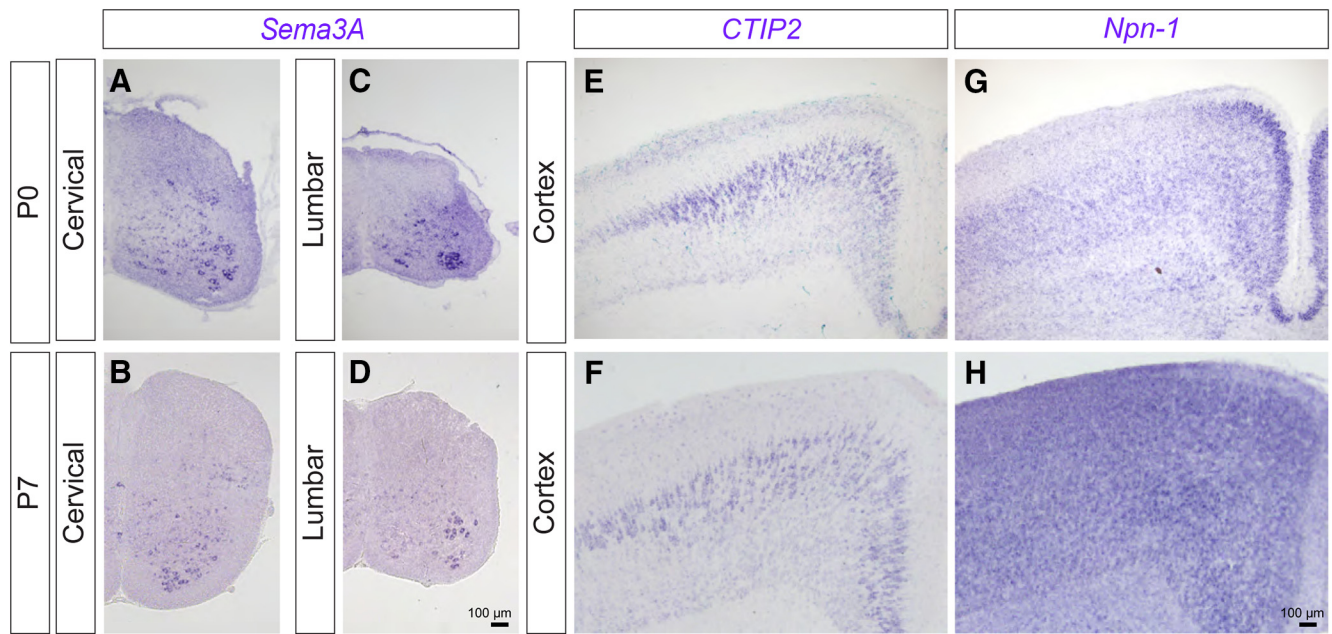 Sema3A
CTIP2
Npn-1
P0
Cervical
A
Lumbar
C
Cortex
E
G
P7
Cervical
B
Lumbar
D
100 µm
Cortex
F
H
100 µm